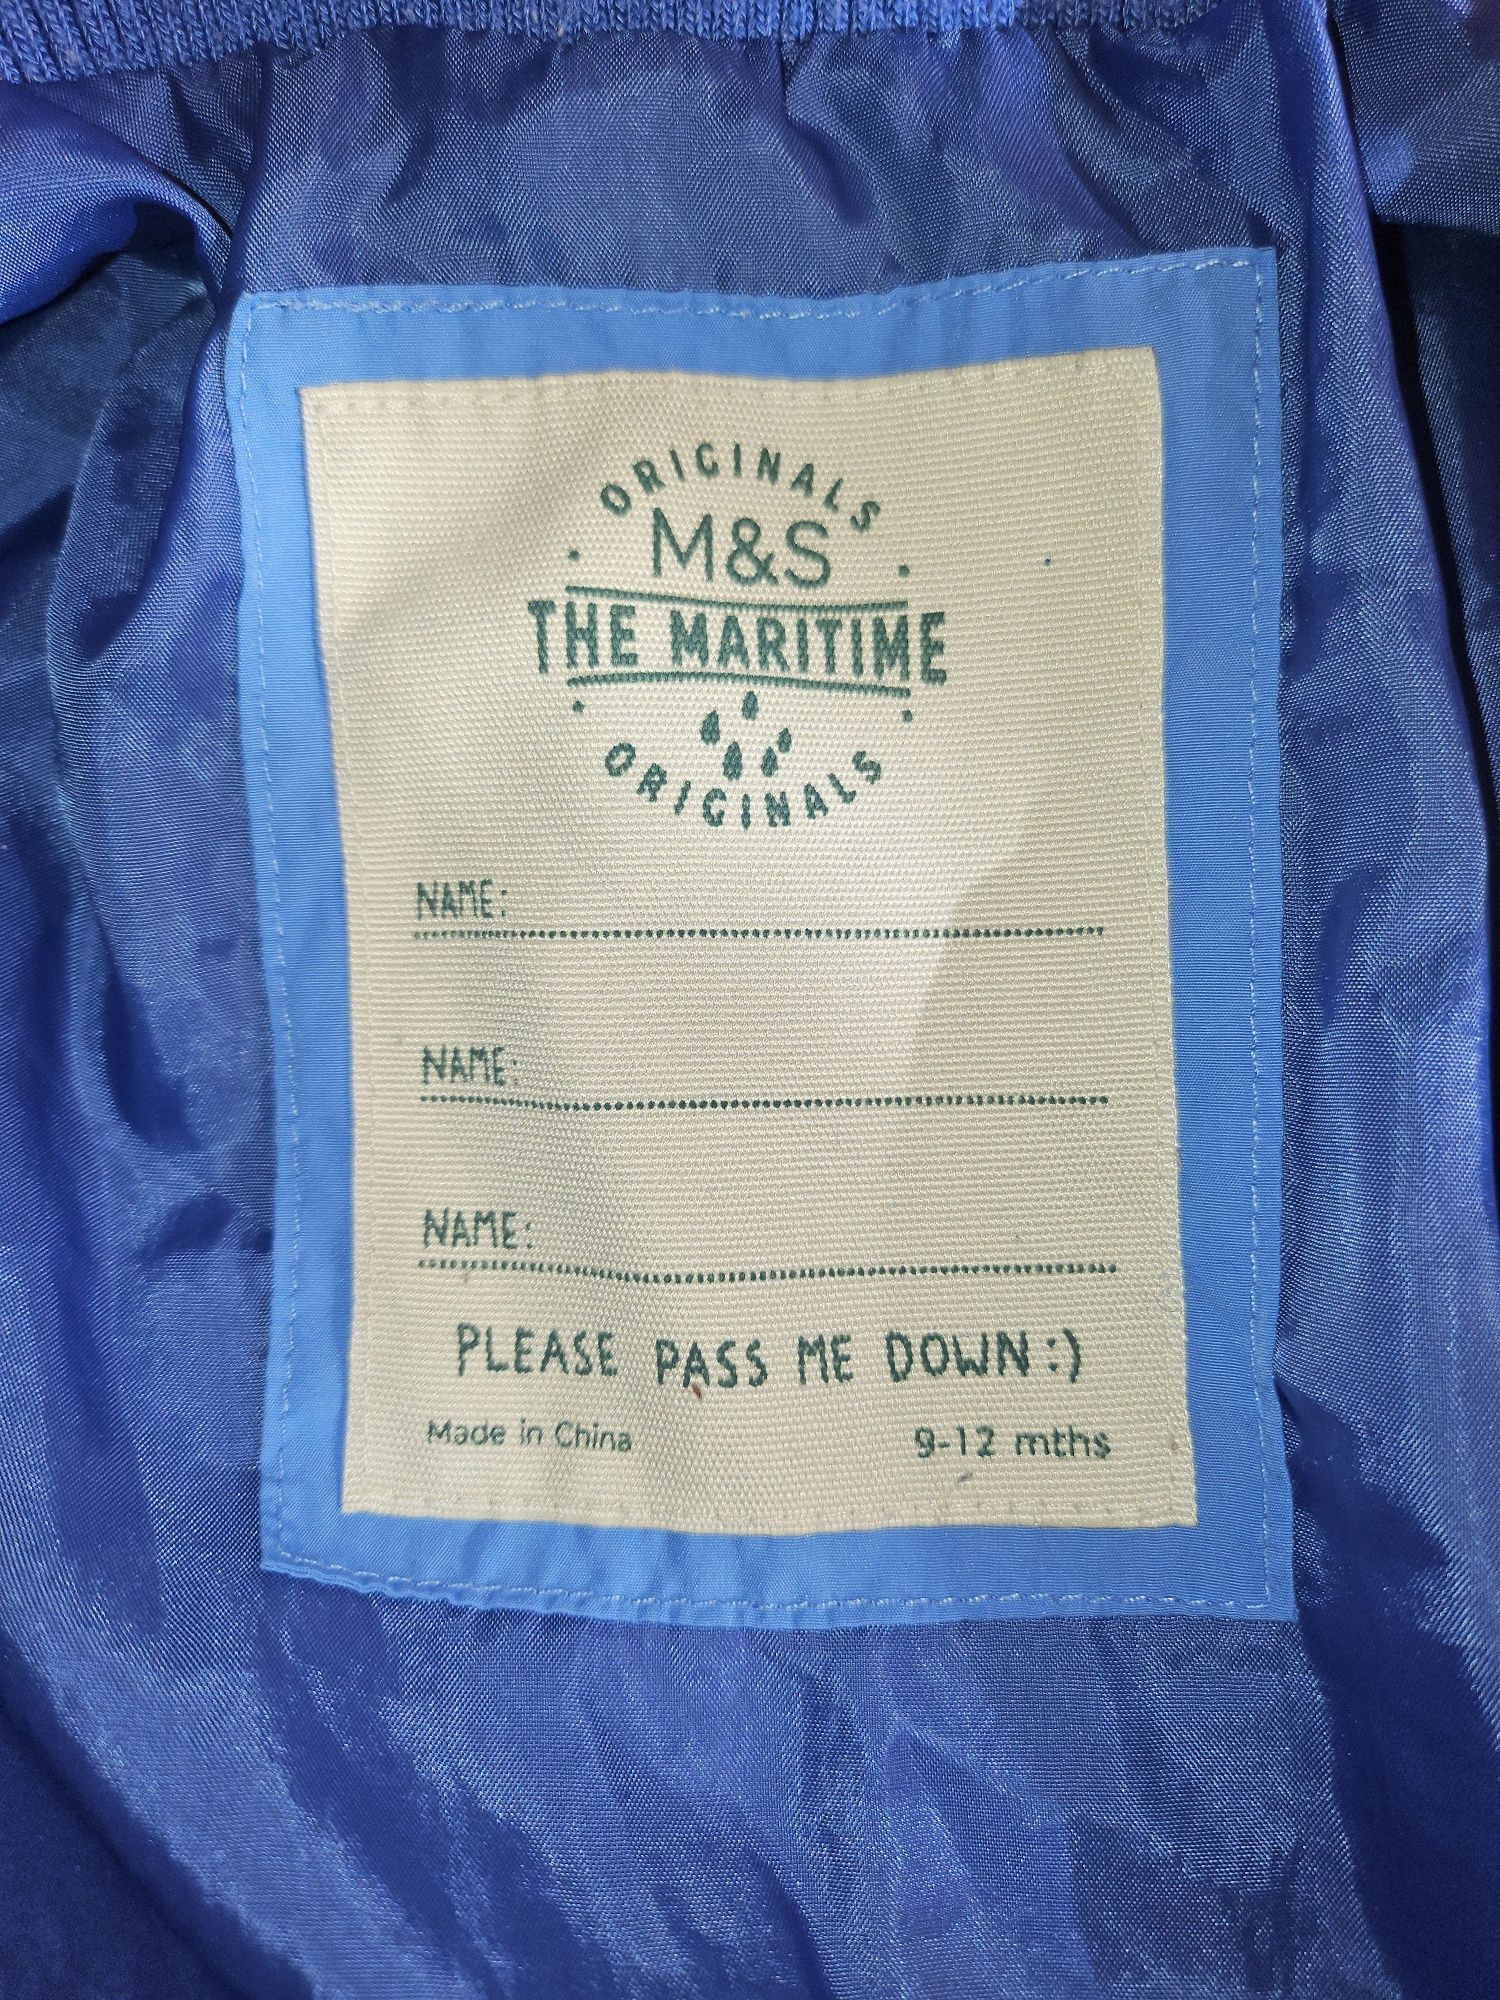 ORIGINALS
M&S
THE MARITIME
ORIGINALS
NAME:
NAME:
NAME:
PLEASE PASS ME DOWN:)
Made in China 9-12 mths